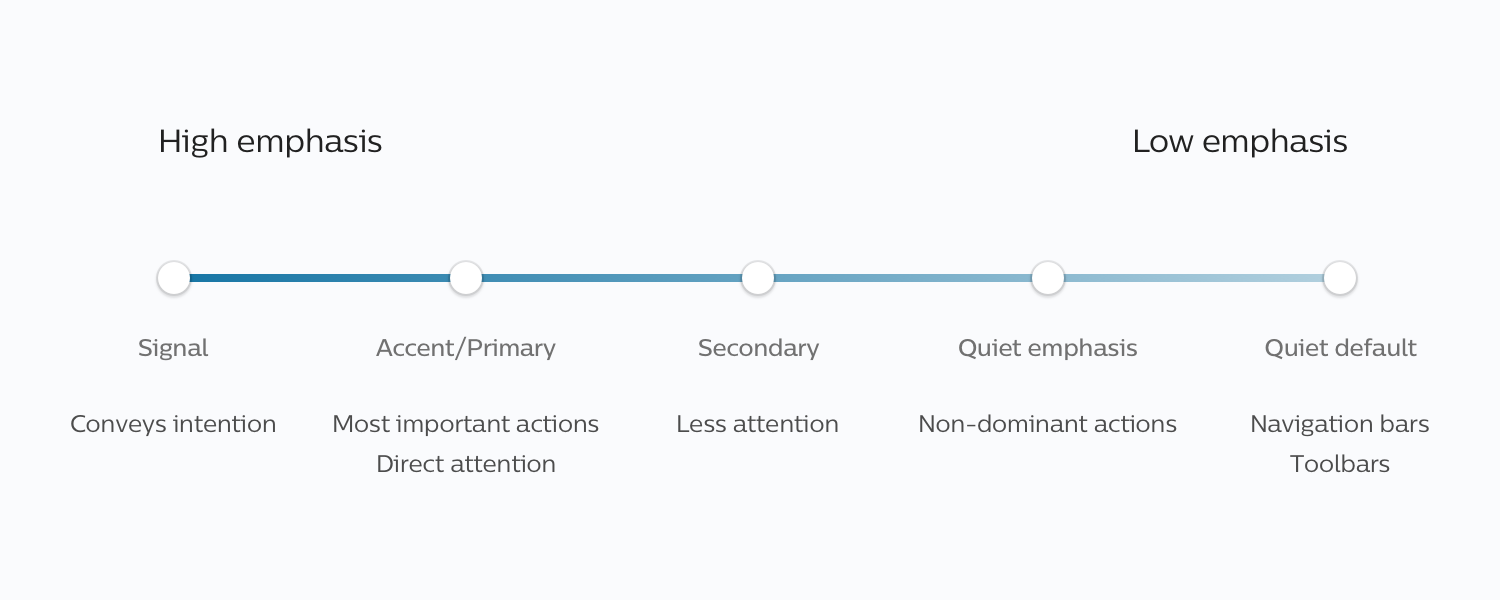 High emphasis
Low emphasis
Signal
Accent/Primary
Secondary
Quiet emphasis
Quiet default
Conveys intention
Most important actions
Direct attention
Less attention
Non-dominant actions
Navigation bars
Toolbars